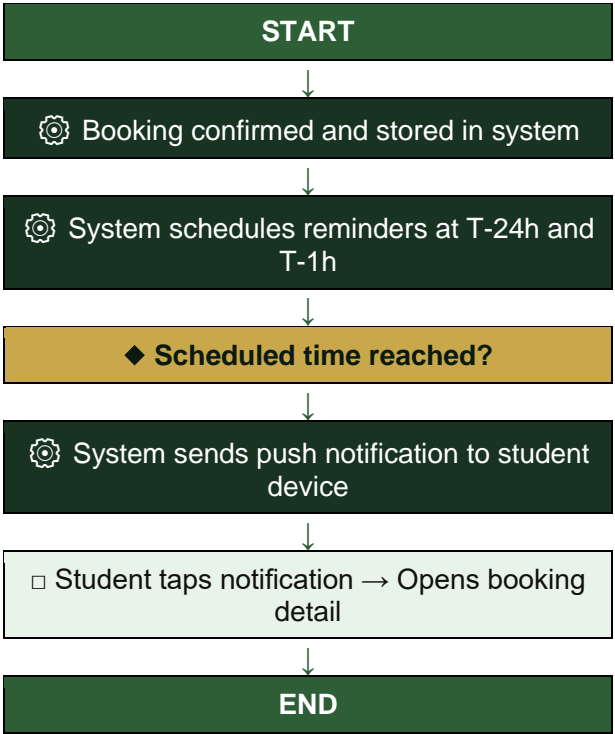 START
↓
⚙ Booking confirmed and stored in system
↓
⚙ System schedules reminders at T-24h and
T-1h
↓
◆ Scheduled time reached?
↓
⚙ System sends push notification to student
device
↓
□ Student taps notification → Opens booking
detail
↓
END